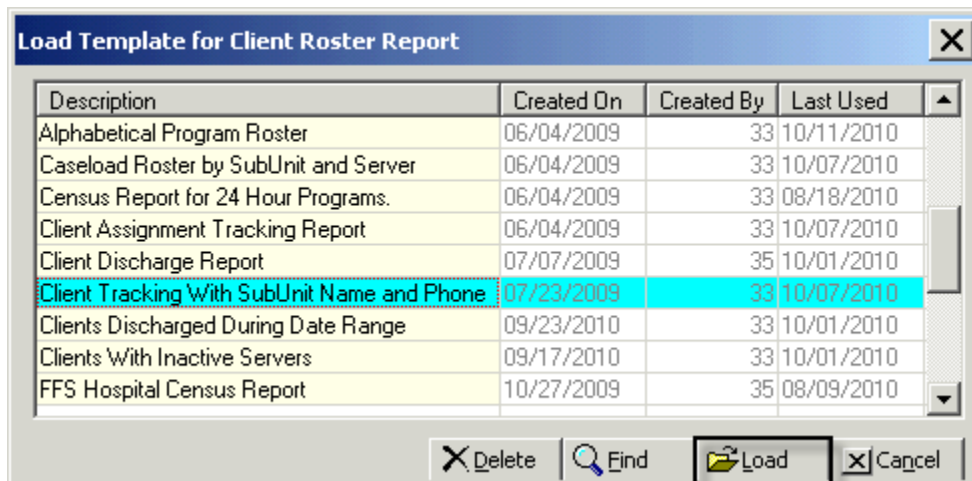 Load Template for Client Roster Report
Description Created On Created By Last Used
Alphabetical Program Roster 06/04/2009 33 10/11/2010
Caseload Roster by SubUnit and Server 06/04/2009 33 10/07/2010
Census Report for 24 Hour Programs. 06/04/2009 33 08/18/2010
Client Assignment Tracking Report 06/04/2009 33 10/07/2010
Client Discharge Report 07/07/2009 35 10/01/2010
Client Tracking With SubUnit Name and Phone 07/23/2009 33 10/07/2010
Clients Discharged During Date Range 09/23/2010 33 10/01/2010
Clients With Inactive Servers 09/17/2010 33 10/01/2010
FFS Hospital Census Report 10/27/2009 35 08/09/2010
Delete Find Load Cancel